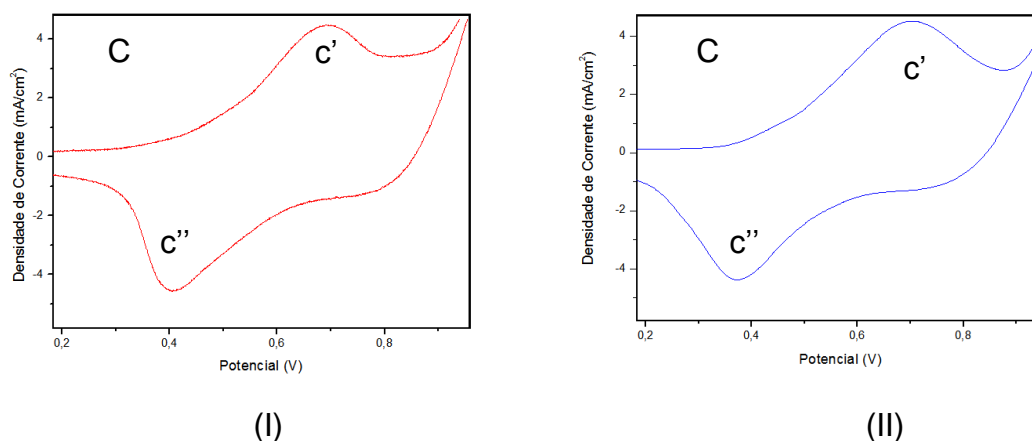 C
c’
c’’
4
2
0
-2
-4
Densidade de Corrente (mA/cm²)
0,2 0,4 0,6 0,8
Potencial (V)
(I)
C
c’
c’’
4
2
0
-2
-4
Densidade de Corrente (mA/cm²)
0,2 0,4 0,6 0,8
Potencial (V)
(II)